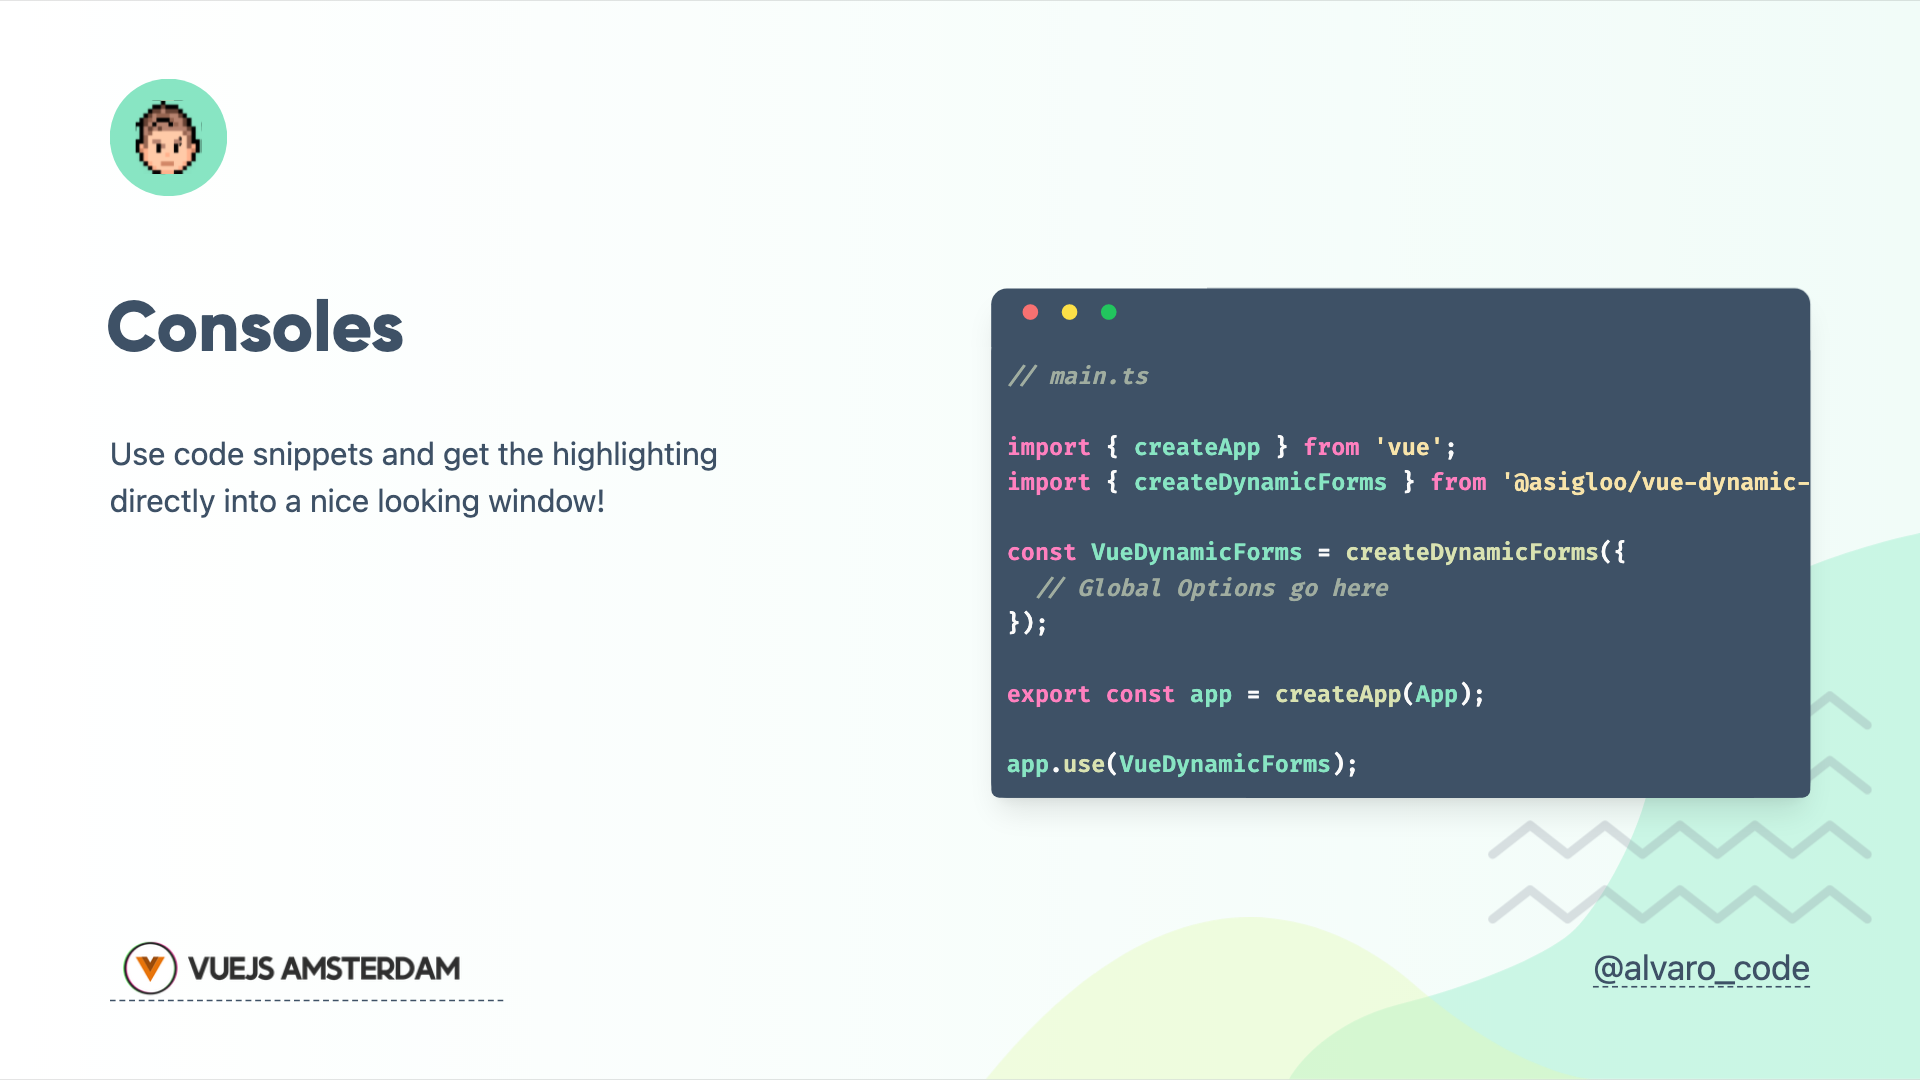 Consoles
Use code snippets and get the highlighting
directly into a nice looking window!
// main.ts
import { createApp } from 'vue';
import { createDynamicForms } from '@asigloo/vue-dynamic-
const VueDynamicForms = createDynamicForms({
  // Global Options go here
});
export const app = createApp(App);
app.use(VueDynamicForms);
VUEJS AMSTERDAM
@alvaro_code